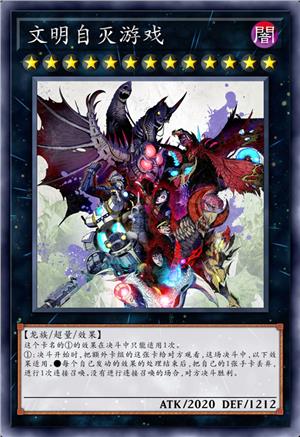 文明自灭游戏
闇
【龙族/超量/效果】
这个卡名的①的效果在决斗中只能适用1次。
①:决斗开始时,把额外卡组的这张卡给对方观看,这场决斗中,以下效
果适用。●每个自己发动的效果的处理结束后,把自己的1张手卡丢弃,
进行1次连接召唤,没有进行连接召唤的场合,对方决斗胜利。
ATK/2020 DEF/1212